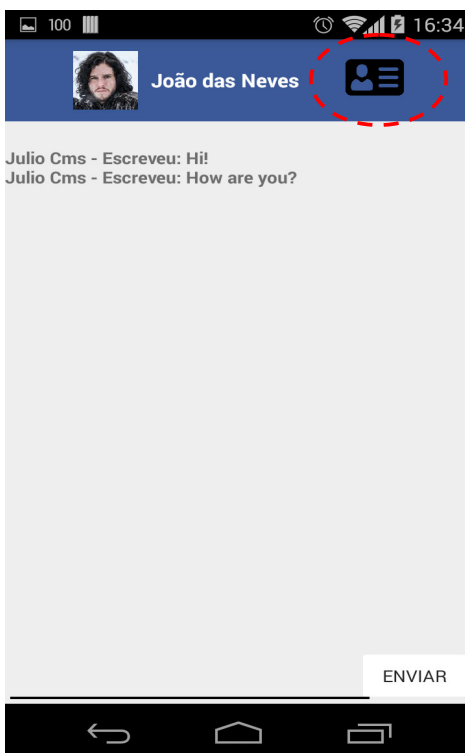 100
16:34
João das Neves
Julio Cms - Escreveu: Hi!
Julio Cms - Escreveu: How are you?
ENVIAR